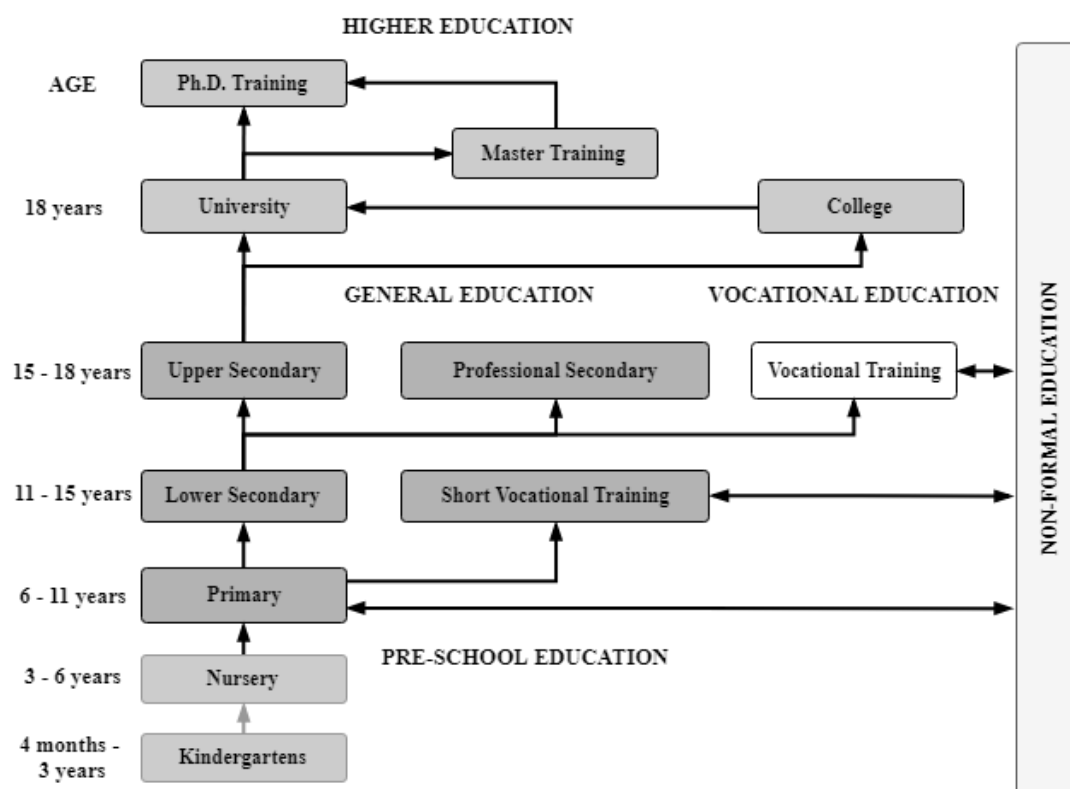 HIGHER EDUCATION
AGE
Ph.D. Training
Master Training
18 years
University
College
GENERAL EDUCATION
VOCATIONAL EDUCATION
15 - 18 years
Upper Secondary
Professional Secondary
Vocational Training
11 - 15 years
Lower Secondary
Short Vocational Training
6 - 11 years
Primary
PRE-SCHOOL EDUCATION
3 - 6 years
Nursery
4 months -
3 years
Kindergartens
NON-FORMAL EDUCATION